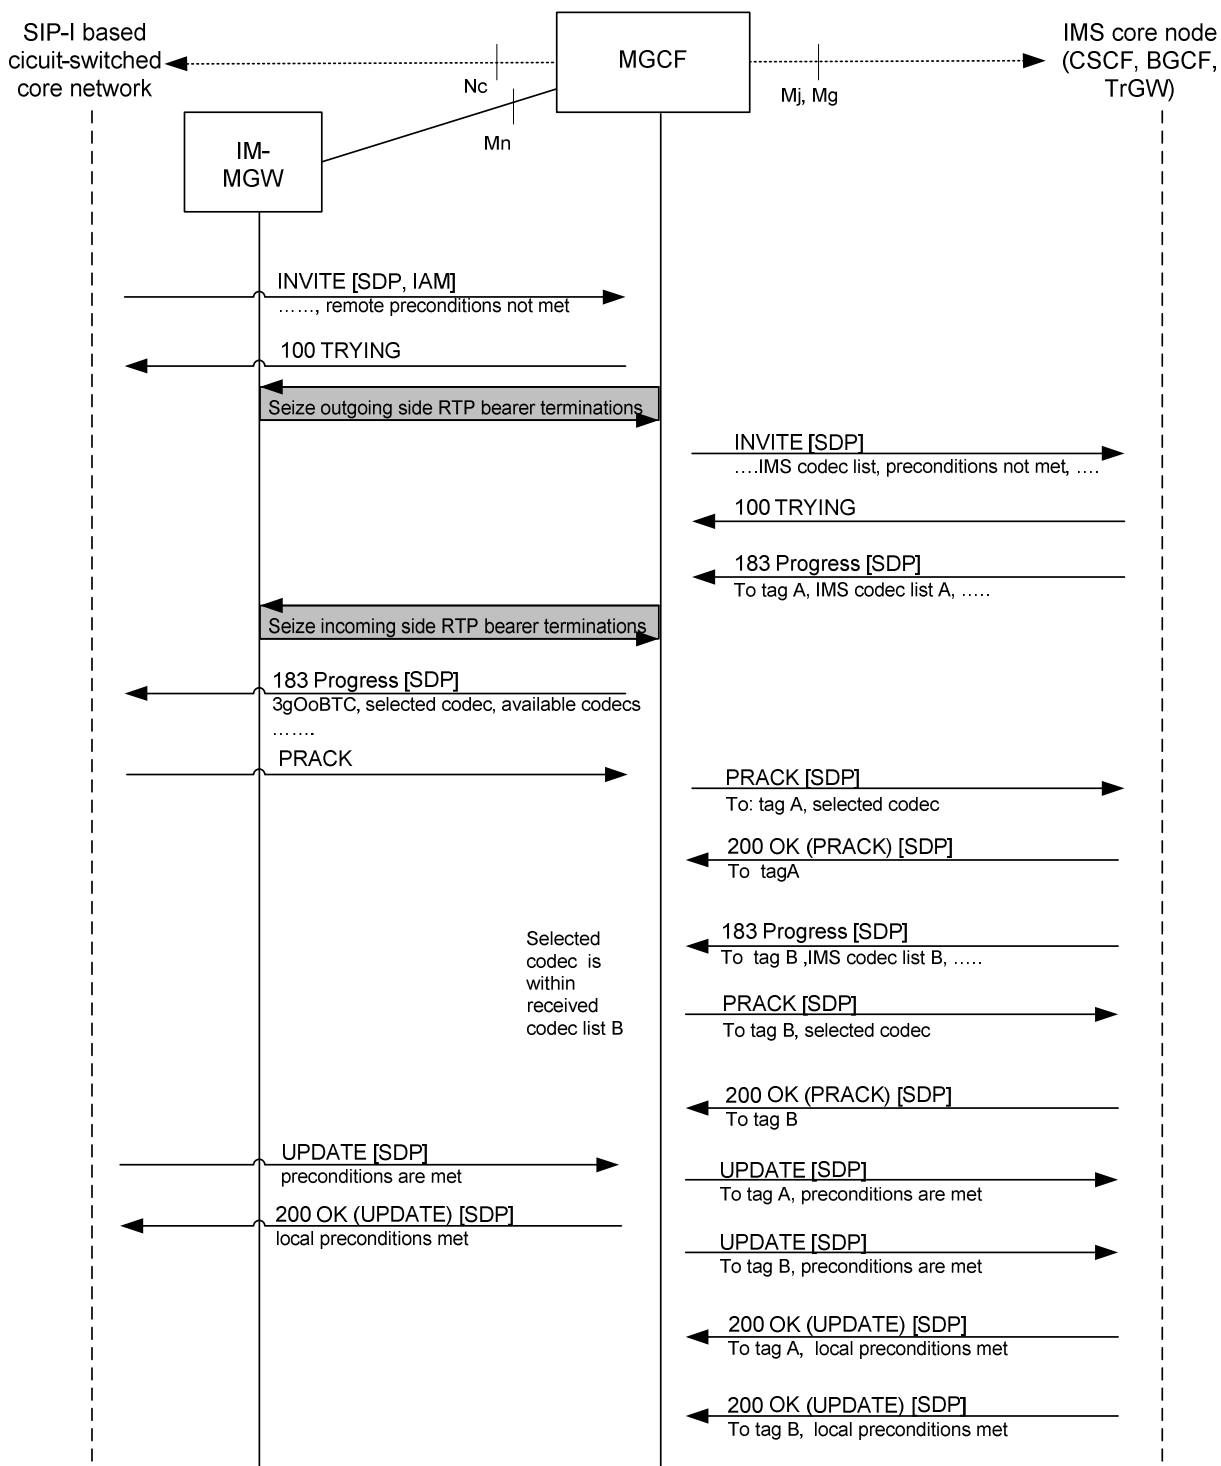 SIP-I based
cicuit-switched
core network
MGCF
IMS core node
(CSCF, BGCF,
TrGW)
Nc
Mj, Mg
Mn
IM-
MGW
INVITE [SDP, IAM]
……, remote preconditions not met
100 TRYING
Seize outgoing side RTP bearer terminations
INVITE [SDP]
….IMS codec list, preconditions not met, ….
100 TRYING
183 Progress [SDP]
To tag A, IMS codec list A, …..
Seize incoming side RTP bearer terminations
183 Progress [SDP]
3gOoBTC, selected codec, available codecs
…….
PRACK
PRACK [SDP]
To: tag A, selected codec
200 OK (PRACK) [SDP]
To tagA
183 Progress [SDP]
To tag B ,IMS codec list B, …..
Selected
codec is
within
received
codec list B
PRACK [SDP]
To tag B, selected codec
200 OK (PRACK) [SDP]
To tag B
UPDATE [SDP]
preconditions are met
UPDATE [SDP]
To tag A, preconditions are met
200 OK (UPDATE) [SDP]
local preconditions met
UPDATE [SDP]
To tag B, preconditions are met
200 OK (UPDATE) [SDP]
To tag A, local preconditions met
200 OK (UPDATE) [SDP]
To tag B, local preconditions met